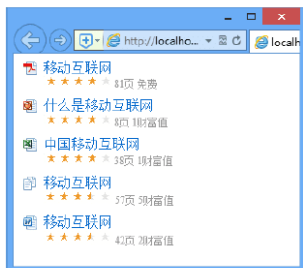 http://localho...
localh
移动互联网
81页 免费
什么是移动互联网
8页 1财富值
中国移动互联网
38页 1财富值
移动互联网
57页 5财富值
移动互联网
42页 2财富值